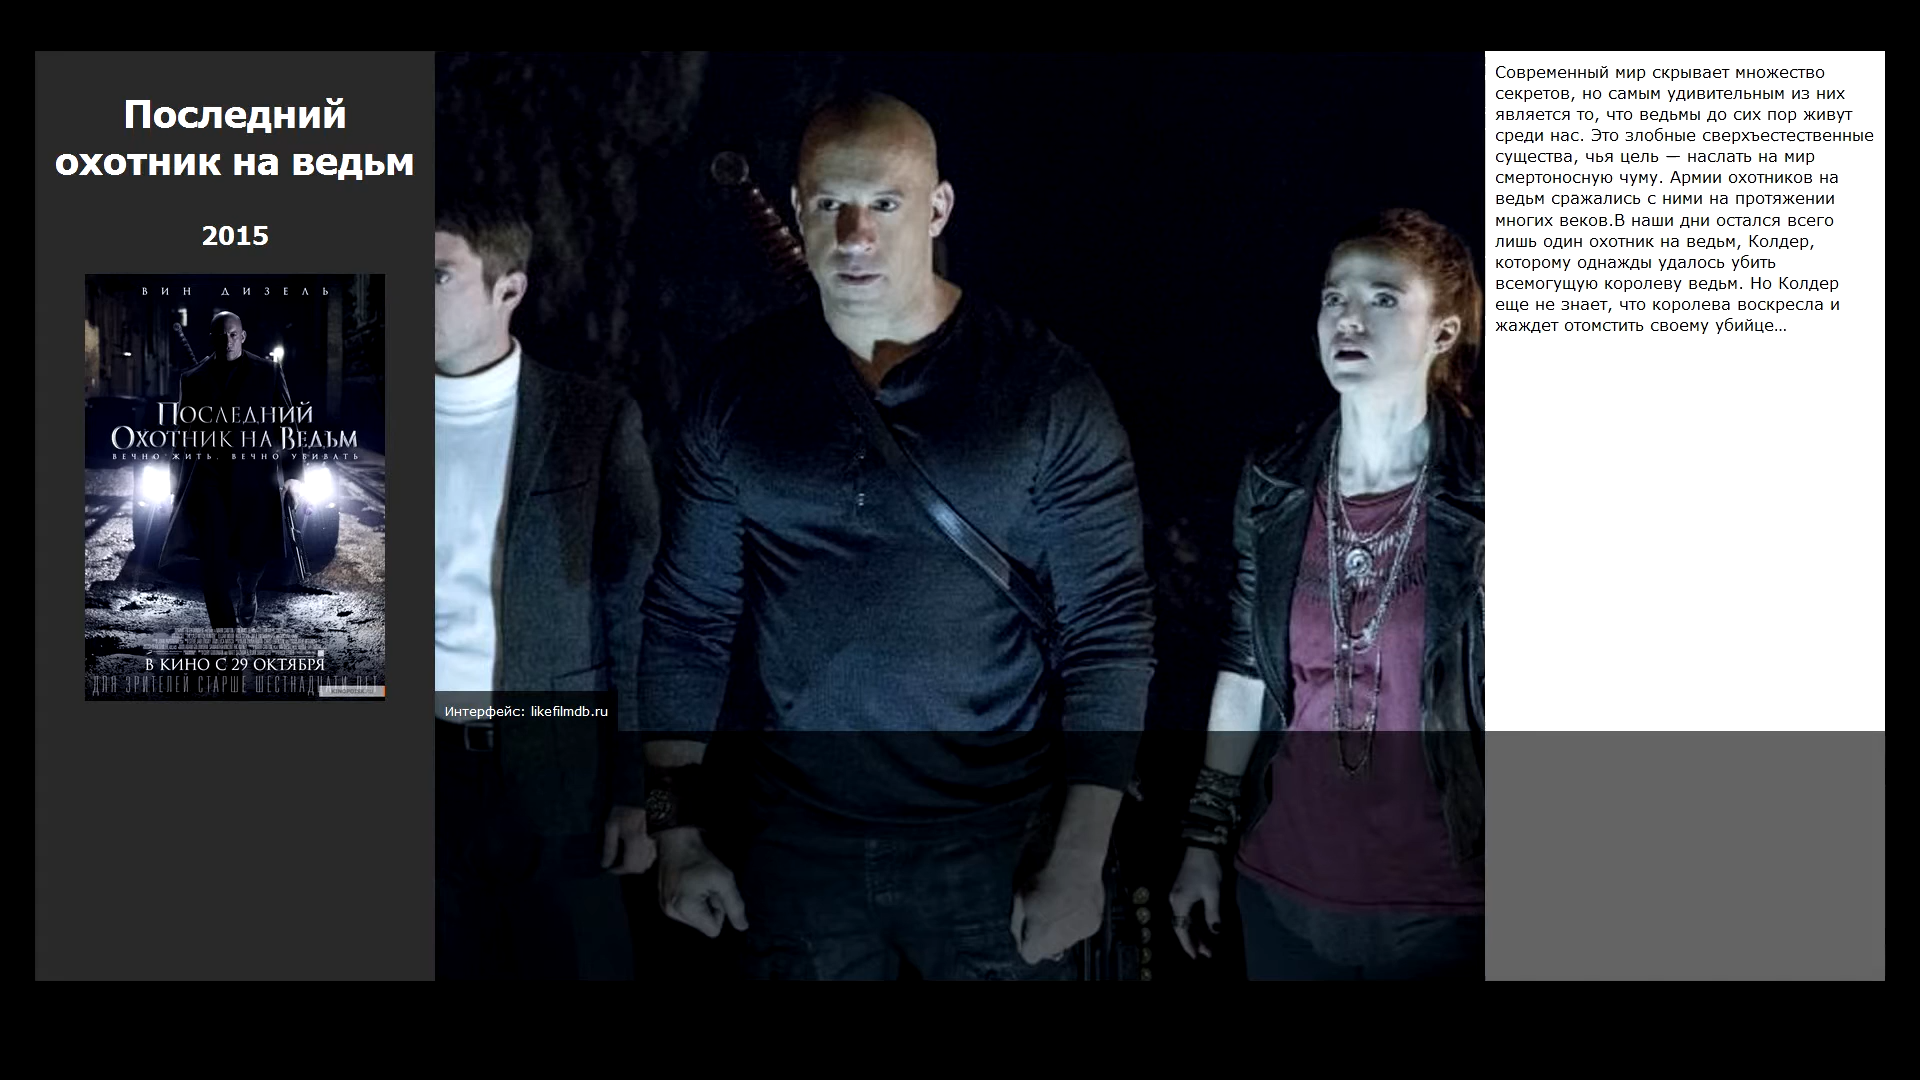 Последний
охотник на ведьм
2015
ВИН ДИЗЕЛЬ
Последний
Охотник на Ведьм
ВЕЧНО ЖИТЬ. ВЕЧНО УБИВАТЬ
В КИНО С 29 ОКТЯБРЯ
ДЛЯ ЗРИТЕЛЕЙ СТАРШЕ ШЕСТНАДЦАТИ ЛЕТ
Интерфейс: likefilmdb.ru
Современный мир скрывает множество
секретов, но самым удивительным из них
является то, что ведьмы до сих пор живут
среди нас. Это злобные сверхъестественные
существа, чья цель — наслать на мир
смертоносную чуму. Армии охотников на
ведьм сражались с ними на протяжении
многих веков.В наши дни остался всего
лишь один охотник на ведьм, Колдер,
которому однажды удалось убить
всемогущую королеву ведьм. Но Колдер
еще не знает, что королева воскресла и
жаждет отомстить своему убийце…